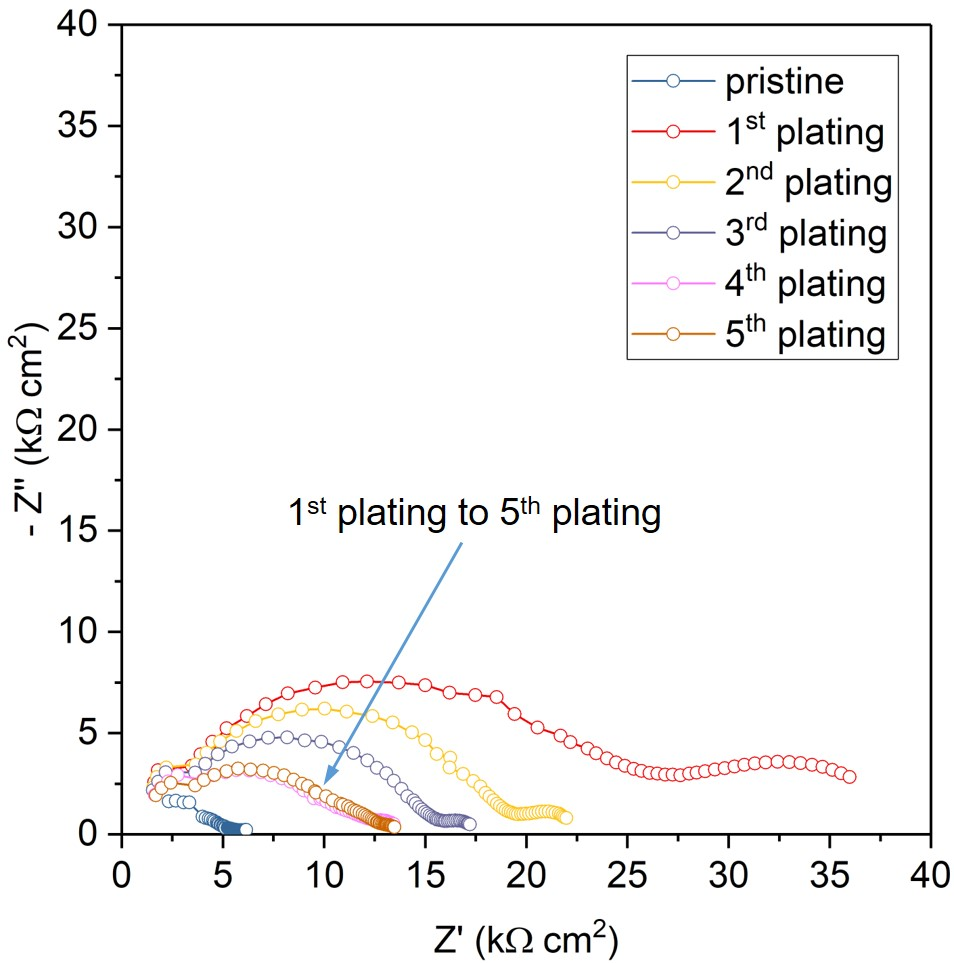 40
35
30
25
20
15
10
5
0
- Z" (kΩ cm²)
pristine
1st plating
2nd plating
3rd plating
4th plating
5th plating
1st plating to 5th plating
0 5 10 15 20 25 30 35 40
Z' (kΩ cm²)